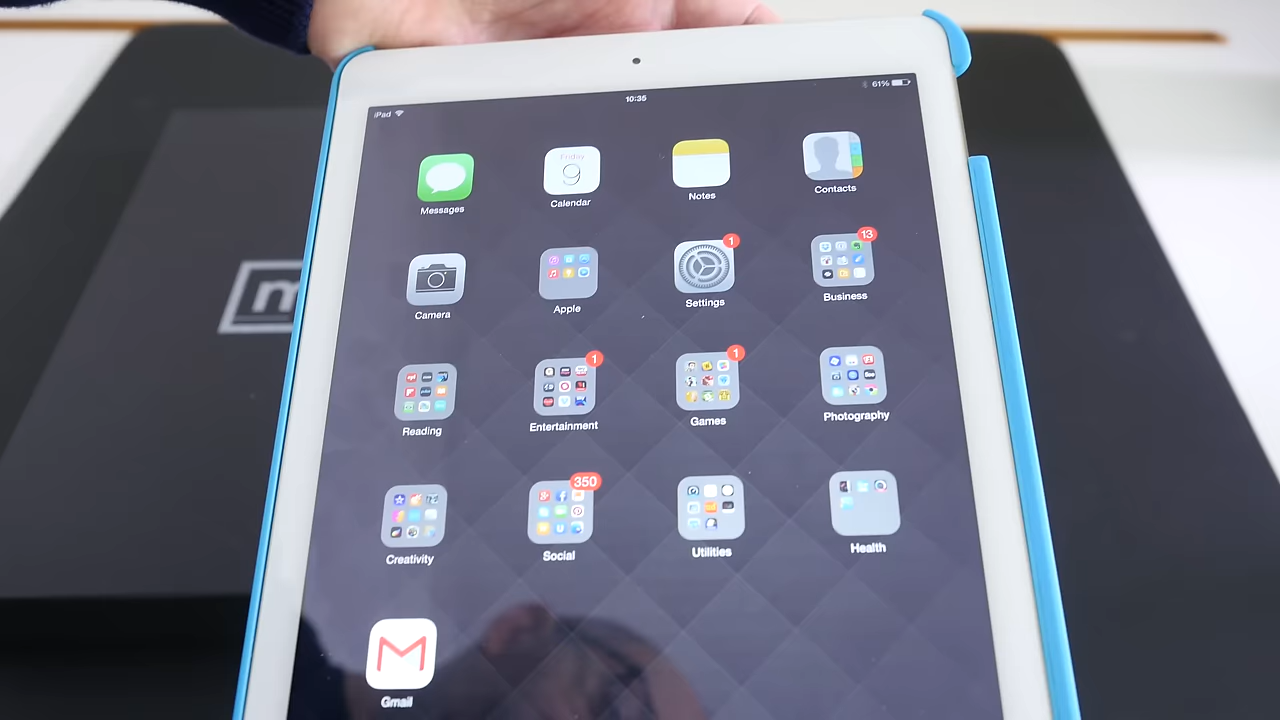 iPad
10:35
61%
Messages
Friday
9
Calendar
Notes
Contacts
Camera
Apple
1
Settings
13
Business
Reading
1
Entertainment
1
Games
Photography
Creativity
350
Social
Utilities
Health
Gmail
m